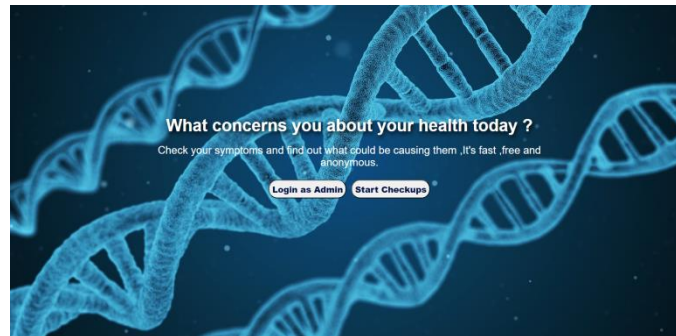 What concerns you about your health today ?
Check your symptoms and find out what could be causing them ,It's fast ,free and
anonymous.
Login as Admin Start Checkups